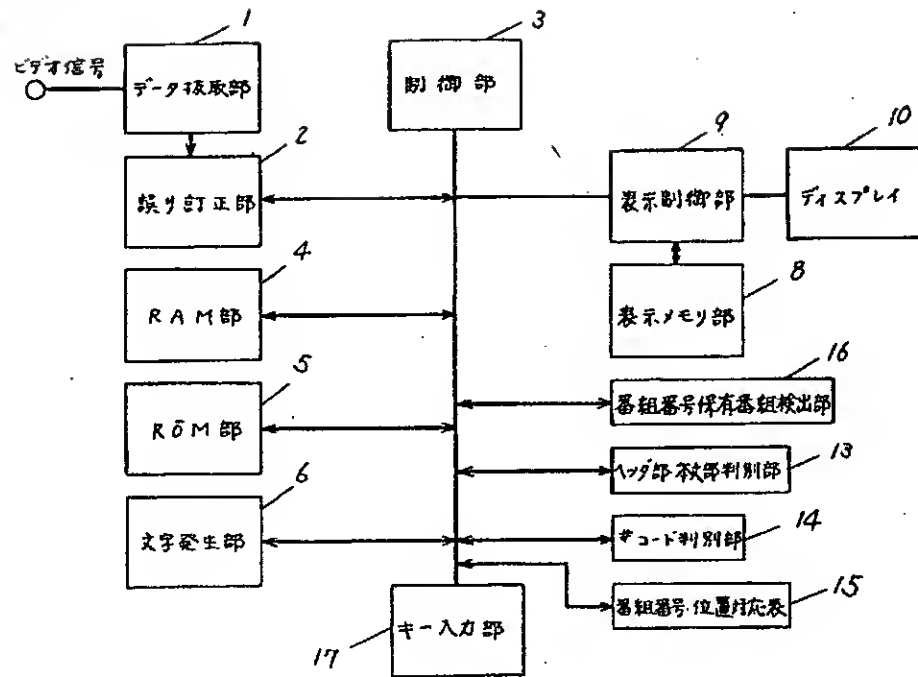 1
ビデオ信号
データ抜取部
3
制御部
2
誤り訂正部
9
表示制御部
10
ディスプレイ
4
RAM部
8
表示メモリ部
5
ROM部
16
番組番号保有番組検出部
6
文字発生部
ヘッダ部・本文部判別部
13
#コード判別部
14
番組番号・位置対応表
15
キー入力部
17